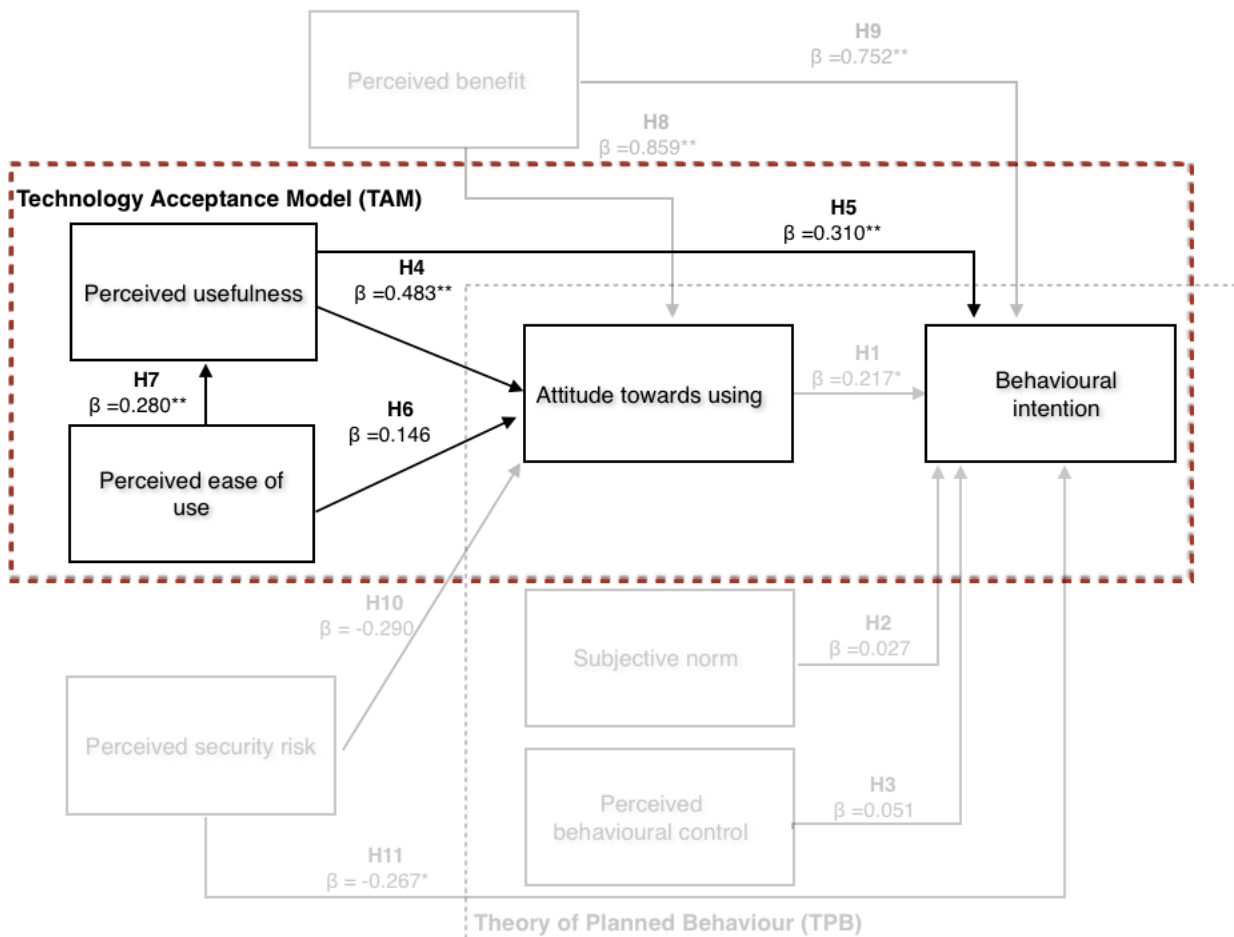 H9
β =0.752**
Perceived benefit
H8
β =0.859**
Technology Acceptance Model (TAM)
H5
β =0.310**
H4
β =0.483**
Perceived usefulness
H7
β =0.280**
H6
β =0.146
Attitude towards using
H1
β =0.217*
Behavioural
intention
Perceived ease of
use
H10
β = -0.290
Subjective norm
H2
β =0.027
Perceived security risk
Perceived
behavioural control
H3
β =0.051
H11
β = -0.267*
Theory of Planned Behaviour (TPB)